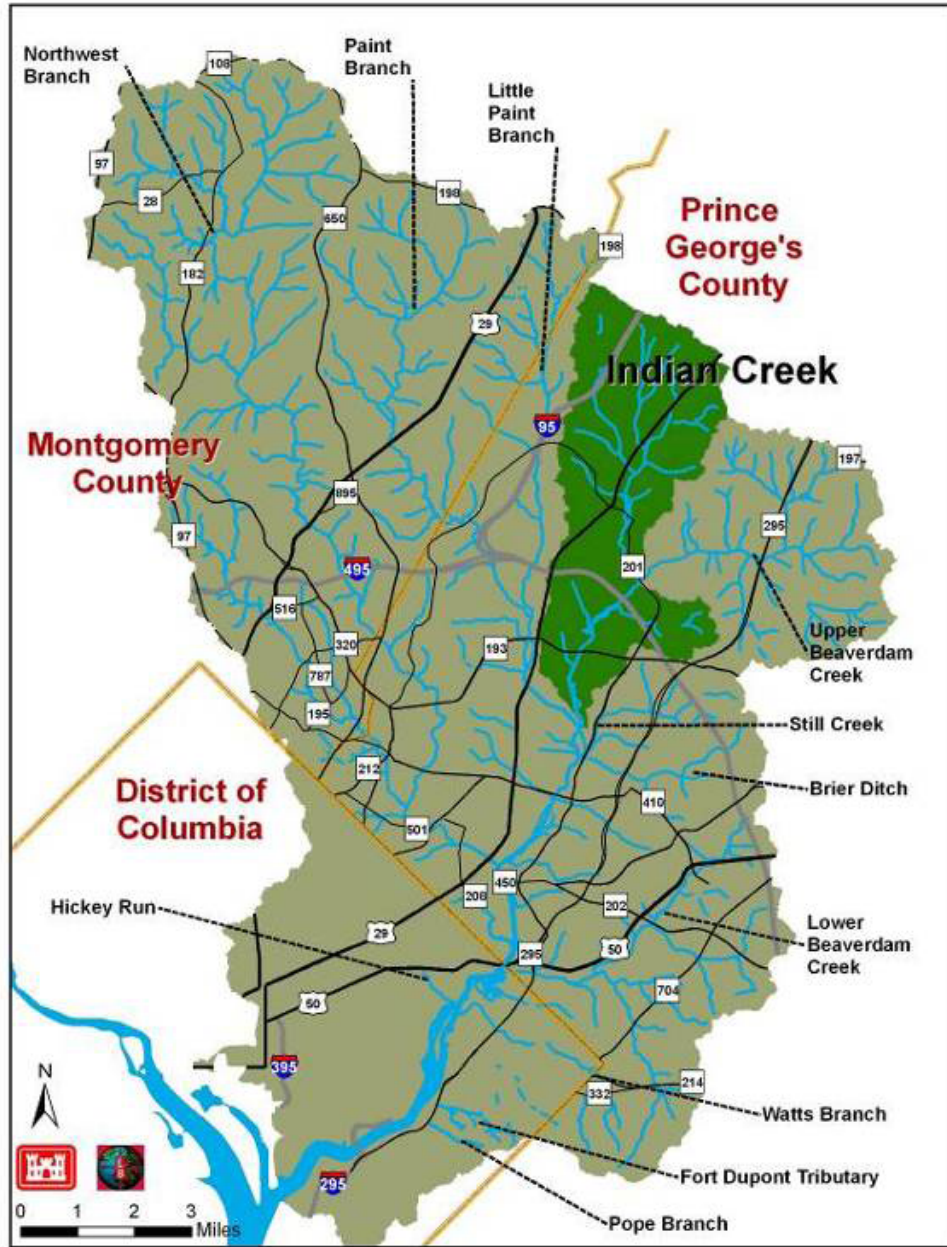 Northwest
Branch
Paint
Branch
Little
Paint
Branch
108
97
28
650
198
198
182
29
Prince
George's
County
Indian Creek
95
Montgomery
County
197
895
295
97
495
201
516
320
193
Upper
Beaverdam
Creek
787
195
Still Creek
212
District of
Columbia
Brier Ditch
410
501
450
208
202
Hickey Run
29
295
50
Lower
Beaverdam
Creek
50
704
N
395
332
214
Watts Branch
Fort Dupont Tributary
295
Pope Branch
0 1 2 3
Miles